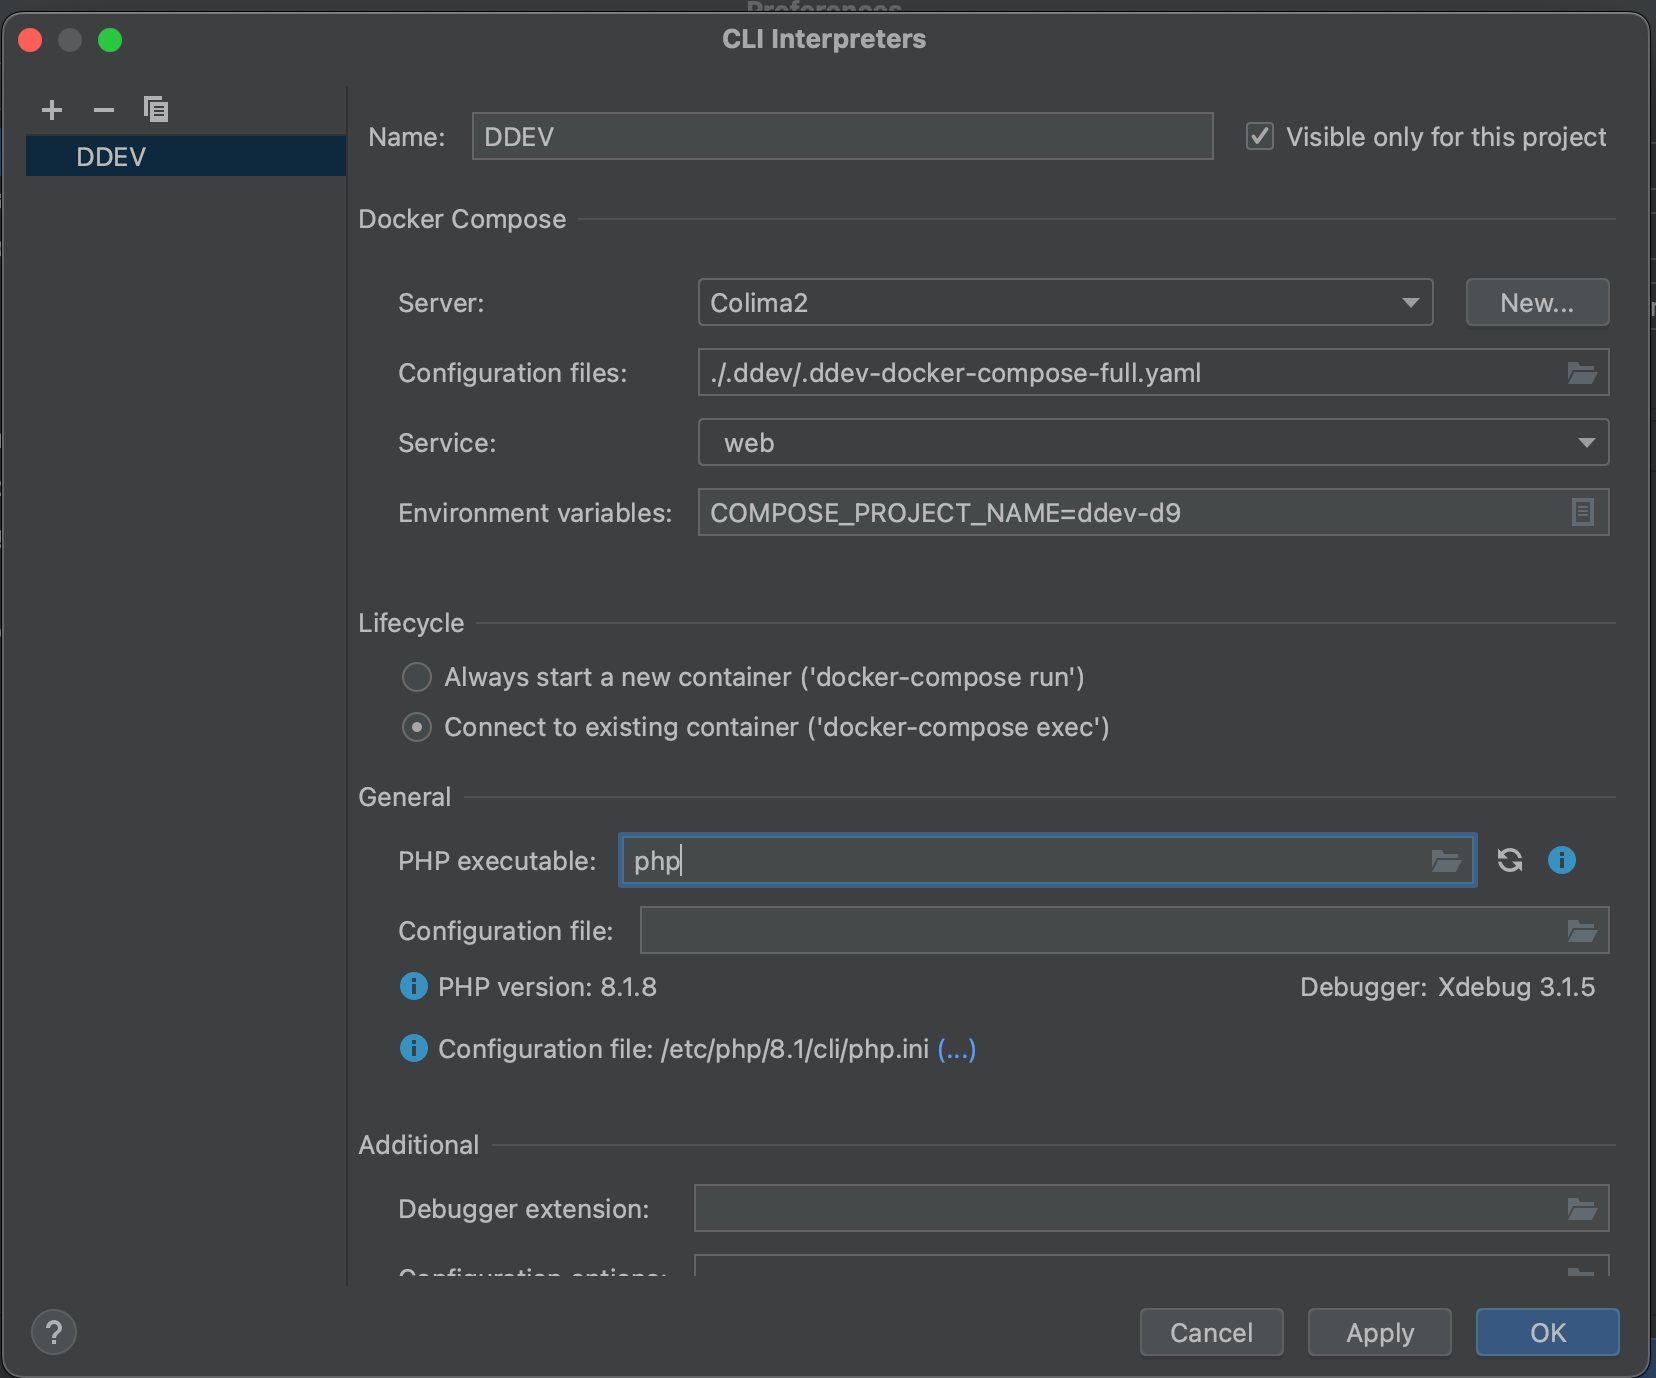 Preferences
CLI Interpreters
DDEV
Name: DDEV Visible only for this project
Docker Compose
Server: Colima2 New...
Configuration files: ./.ddev/.ddev-docker-compose-full.yaml
Service: web
Environment variables: COMPOSE_PROJECT_NAME=ddev-d9
Lifecycle
Always start a new container ('docker-compose run')
Connect to existing container ('docker-compose exec')
General
PHP executable: php
Configuration file:
PHP version: 8.1.8 Debugger: Xdebug 3.1.5
Configuration file: /etc/php/8.1/cli/php.ini (...)
Additional
Debugger extension:
Configuration options:
? Cancel Apply OK